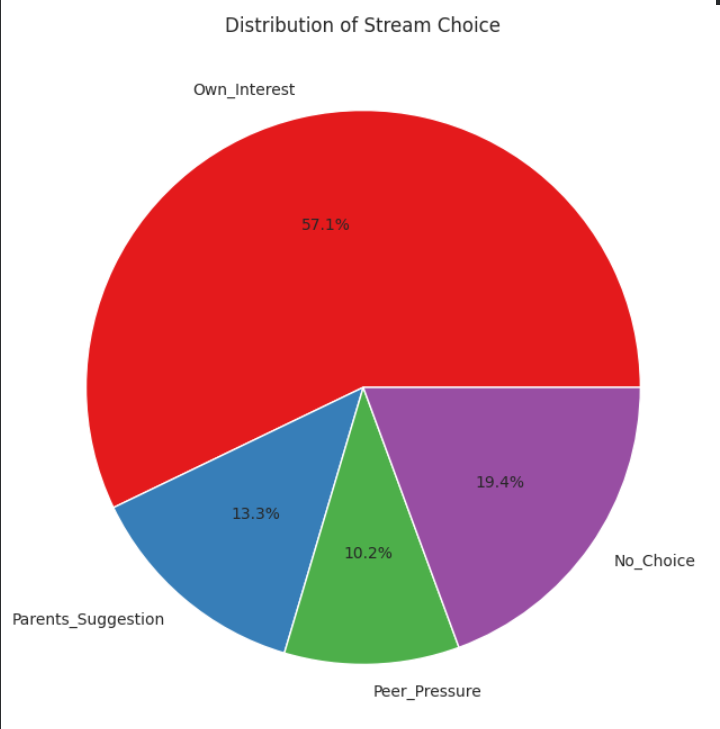 Distribution of Stream Choice
Own_Interest
57.1%
19.4%
13.3%
10.2%
No_Choice
Parents_Suggestion
Peer_Pressure